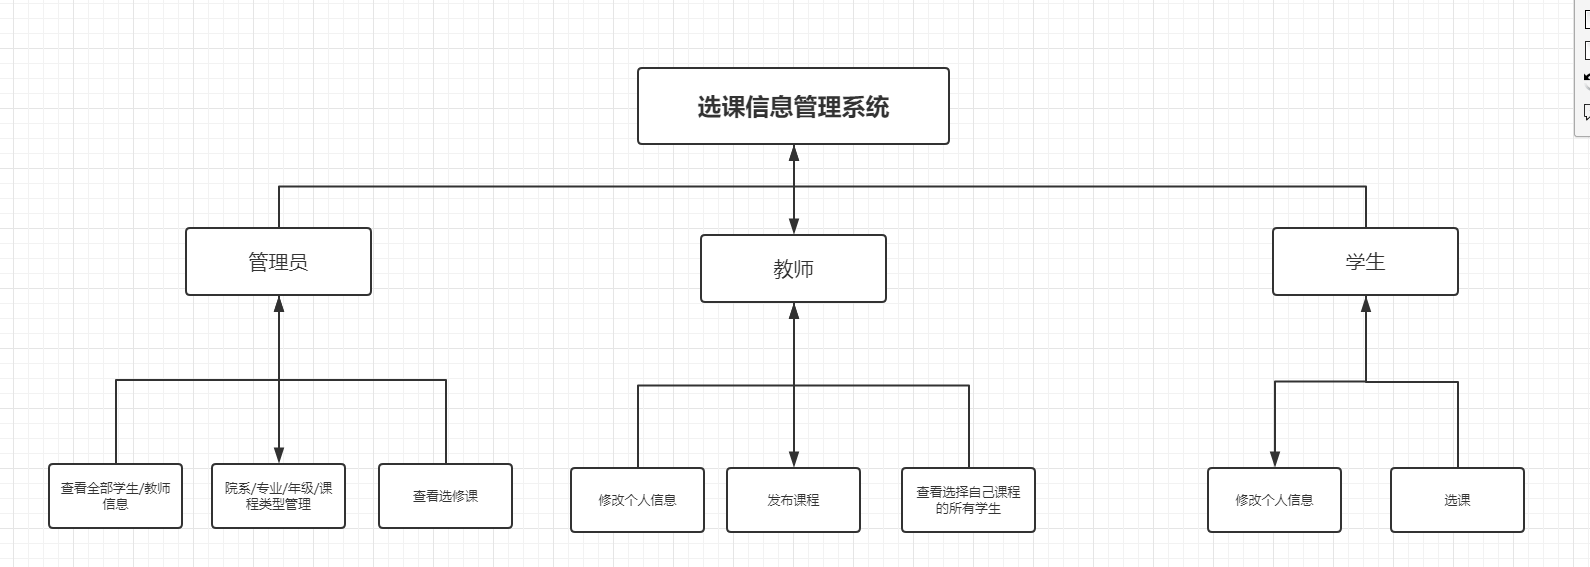 选课信息管理系统
管理员
教师
学生
查看全部学生/教师
信息
院系/专业/年级/课
程类型管理
查看选修课
修改个人信息
发布课程
查看选择自己课程
的所有学生
修改个人信息
选课